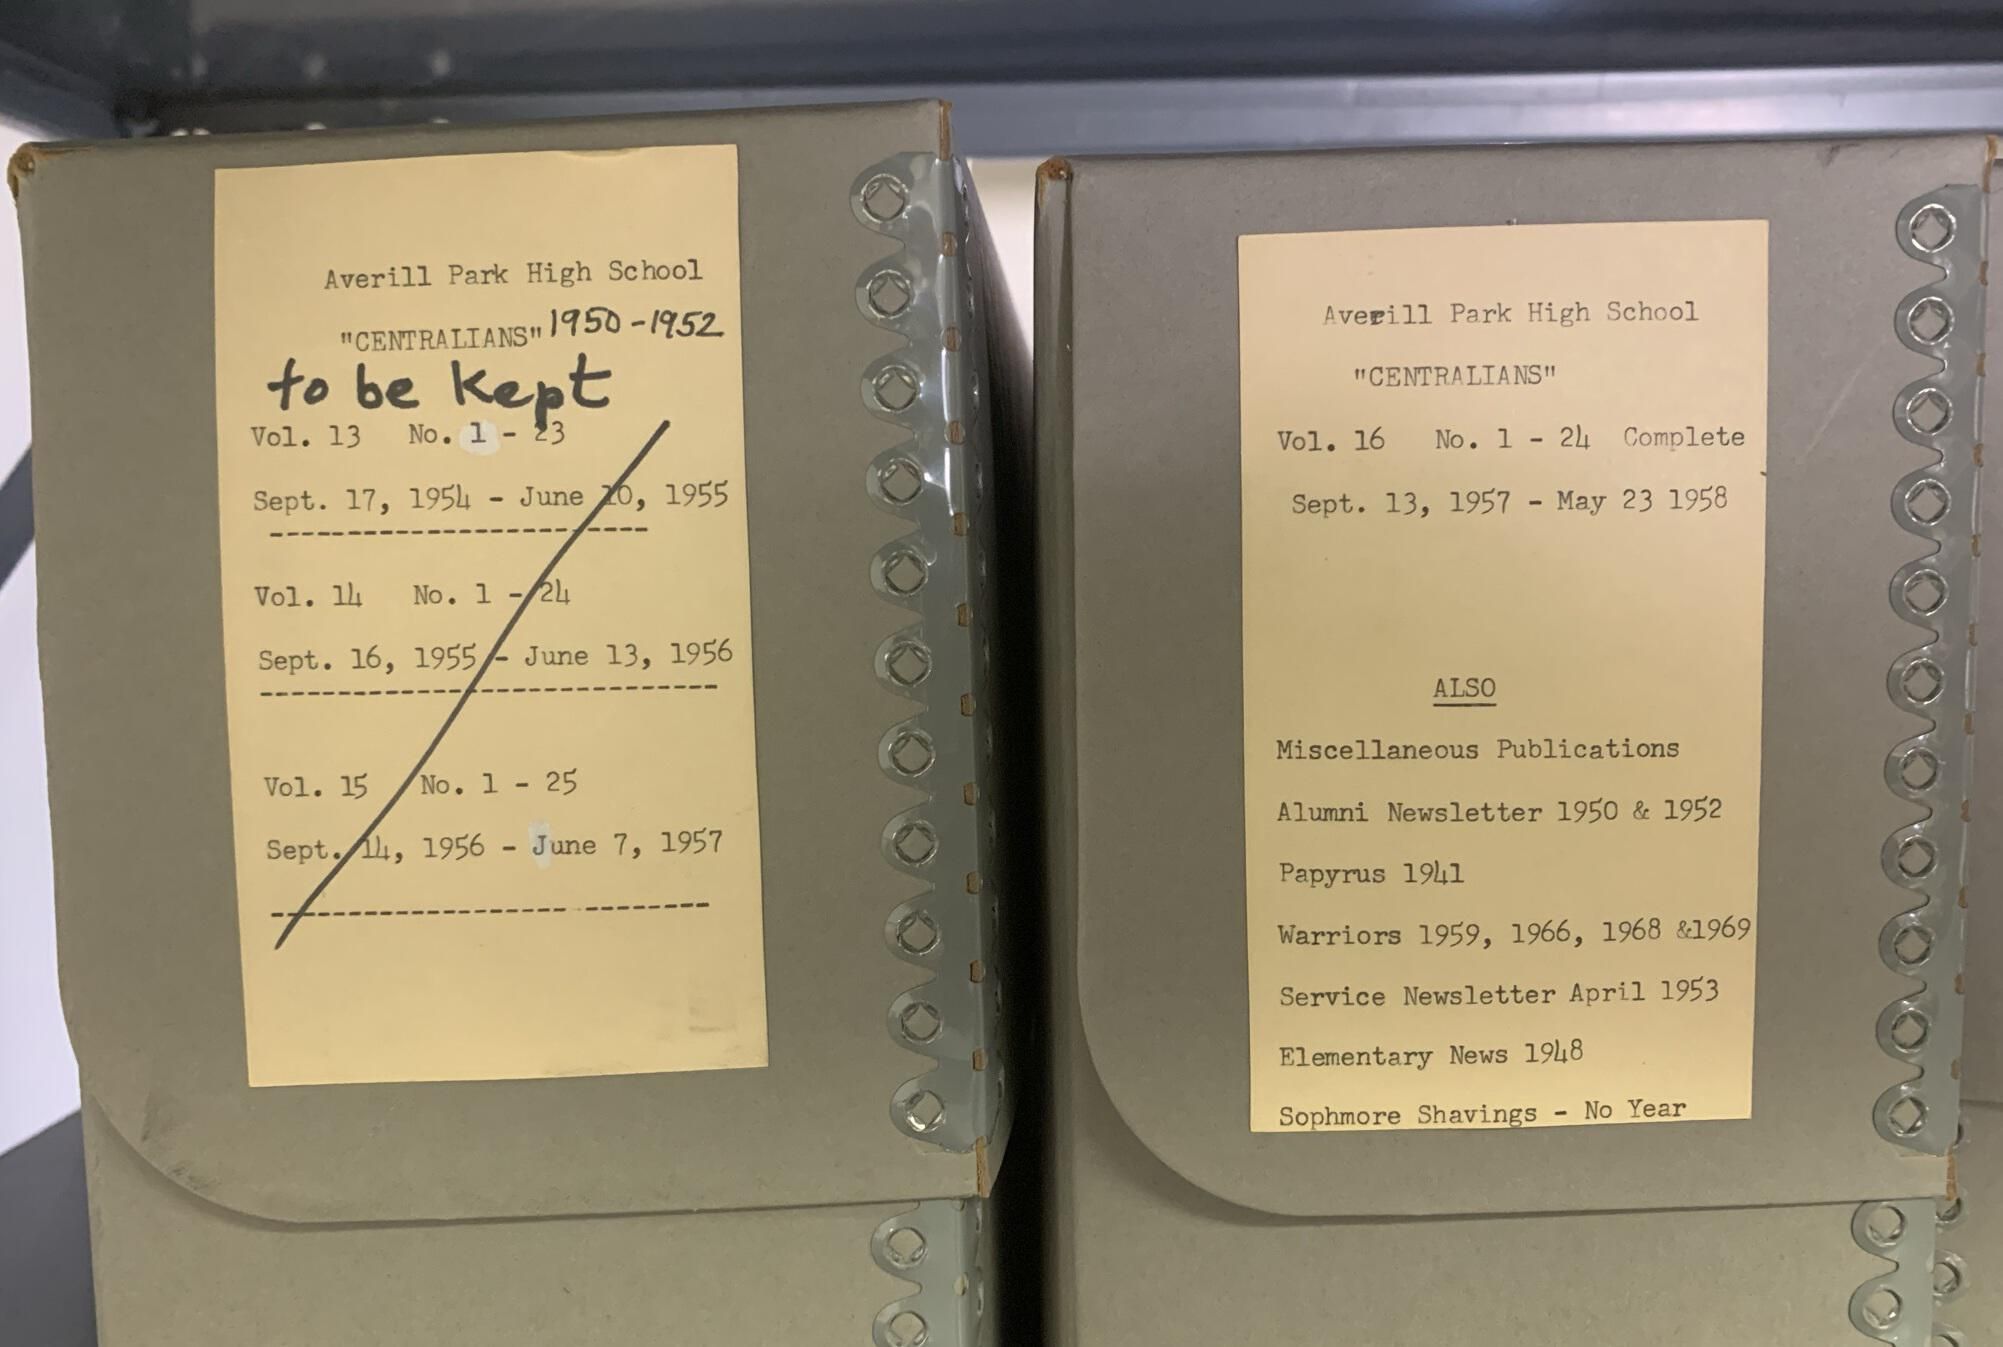 Averill Park High School
"CENTRALIANS" 1950-1952
to be kept
Vol. 13 No. 1 - 23
Sept. 17, 1954 - June 10, 1955
Vol. 14 No. 1 - 24
Sept. 16, 1955 - June 13, 1956
Vol. 15 No. 1 - 25
Sept. 14, 1956 - June 7, 1957
Averill Park High School
"CENTRALIANS"
Vol. 16 No. 1 - 24 Complete
Sept. 13, 1957 - May 23 1958
ALSO
Miscellaneous Publications
Alumni Newsletter 1950 & 1952
Papyrus 1941
Warriors 1959, 1966, 1968 &1969
Service Newsletter April 1953
Elementary News 1948
Sophmore Shavings - No Year